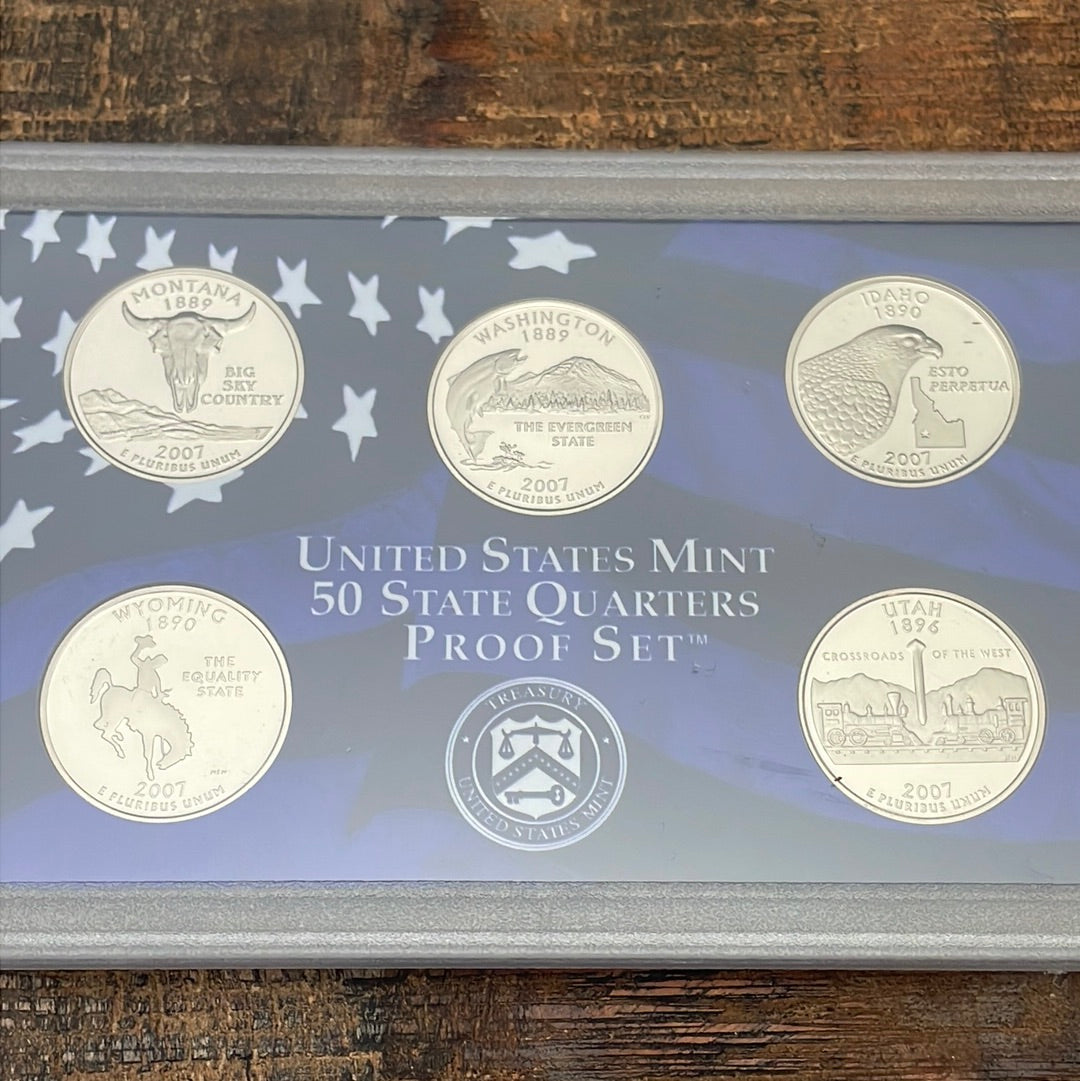 MONTANA
1889
BIG
SKY
COUNTRY
2007
E PLURIBUS UNUM
WASHINGTON
1889
THE EVERGREEN
STATE
2007
E PLURIBUS UNUM
IDAHO
1890
ESTO
PERPETUA
2007
E PLURIBUS UNUM
UNITED STATES MINT
50 STATE QUARTERS
PROOF SET™
WYOMING
1890
THE
EQUALITY
STATE
2007
E PLURIBUS UNUM
TREASURY
UNITED STATES MINT
UTAH
1896
CROSSROADS OF THE WEST
2007
E PLURIBUS